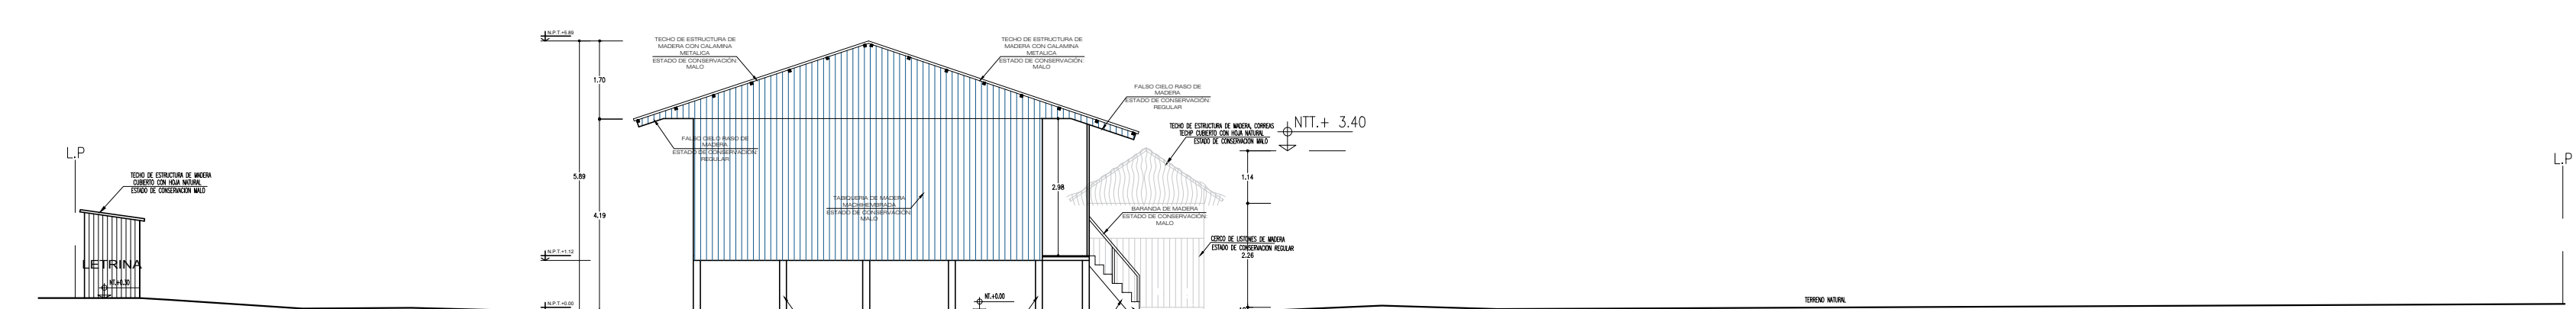 L.P
TECHO DE ESTRUCTURA DE MADERA
CUBIERTO CON HOJA NATURAL
ESTADO DE CONSERVACION MALO
LETRINA
NT.+0.30
N.P.T.+5.89
1.70
5.89
4.19
N.P.T.+1.12
N.P.T.+0.00
TECHO DE ESTRUCTURA DE
MADERA CON CALAMINA
METALICA
ESTADO DE CONSERVACIÓN:
MALO
TECHO DE ESTRUCTURA DE
MADERA CON CALAMINA
METALICA
ESTADO DE CONSERVACIÓN:
MALO
FALSO CIELO RASO DE
MADERA
ESTADO DE CONSERVACIÓN:
REGULAR
FALSO CIELO RASO DE
MADERA
ESTADO DE CONSERVACIÓN:
REGULAR
TABIQUERIA DE MADERA
MACHIHEMBRADA
ESTADO DE CONSERVACIÓN:
MALO
2.98
NT.+0.00
BARANDA DE MADERA
ESTADO DE CONSERVACIÓN:
MALO
TECHO DE ESTRUCTURA DE MADERA, CORREAS
TECHP CUBIERTO CON HOJA NATURAL
ESTADO DE CONSERVACION MALO
NTT.+ 3.40
1.14
CERCO DE LISTONES DE MADERA
ESTADO DE CONSERVACION REGULAR
2.26
TERRENO NATURAL
L.P